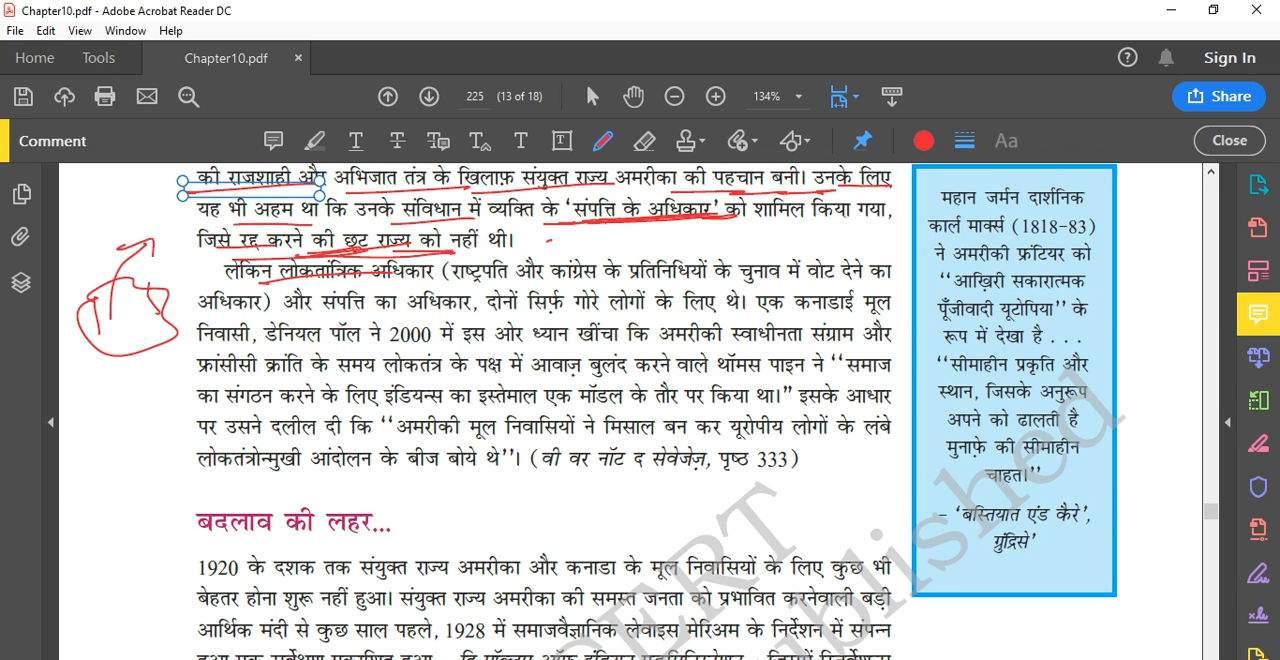 Chapter10.pdf - Adobe Acrobat Reader DC
File Edit View Window Help
Home Tools Chapter10.pdf × Sign In
225 (13 of 18) 134% Share
Comment Aa Close
की राजशाही और अभिजात तंत्र के खिलाफ़ संयुक्त राज्य अमरीका की पहचान बनी। उनके लिए
यह भी अहम था कि उनके संविधान में व्यक्ति के ‘संपत्ति के अधिकार’ को शामिल किया गया,
जिसे रद्द करने की छूट राज्य को नहीं थी।
लेकिन लोकतांत्रिक अधिकार (राष्ट्रपति और कांग्रेस के प्रतिनिधियों के चुनाव में वोट देने का
अधिकार) और संपत्ति का अधिकार, दोनों सिर्फ़ गोरे लोगों के लिए थे। एक कनाडाई मूल
निवासी, डेनियल पॉल ने 2000 में इस ओर ध्यान खींचा कि अमरीकी स्वाधीनता संग्राम और
फ्रांसीसी क्रांति के समय लोकतंत्र के पक्ष में आवाज़ बुलंद करने वाले थॉमस पाइन ने “समाज
का संगठन करने के लिए इंडियन्स का इस्तेमाल एक मॉडल के तौर पर किया था।” इसके आधार
पर उसने दलील दी कि “अमरीकी मूल निवासियों ने मिसाल बन कर यूरोपीय लोगों के लंबे
लोकतंत्रोन्मुखी आंदोलन के बीज बोये थे”। (वी वर नॉट द सेवेजेज़, पृष्ठ 333)
बदलाव की लहर...
1920 के दशक तक संयुक्त राज्य अमरीका और कनाडा के मूल निवासियों के लिए कुछ भी
बेहतर होना शुरू नहीं हुआ। संयुक्त राज्य अमरीका की समस्त जनता को प्रभावित करनेवाली बड़ी
आर्थिक मंदी से कुछ साल पहले, 1928 में समाजवैज्ञानिक लेवाइस मेरिअम के निर्देशन में संपन्न
महान जर्मन दार्शनिक
कार्ल मार्क्स (1818-83)
ने अमरीकी फ्रंटियर को
“आख़िरी सकारात्मक
पूँजीवादी यूटोपिया” के
रूप में देखा है . . .
“सीमाहीन प्रकृति और
स्थान, जिसके अनुरूप
अपने को ढालती है
मुनाफ़े की सीमाहीन
चाहत।”
– ‘बस्तियात एंड कैरे’,
ग्रुंद्रिसे’